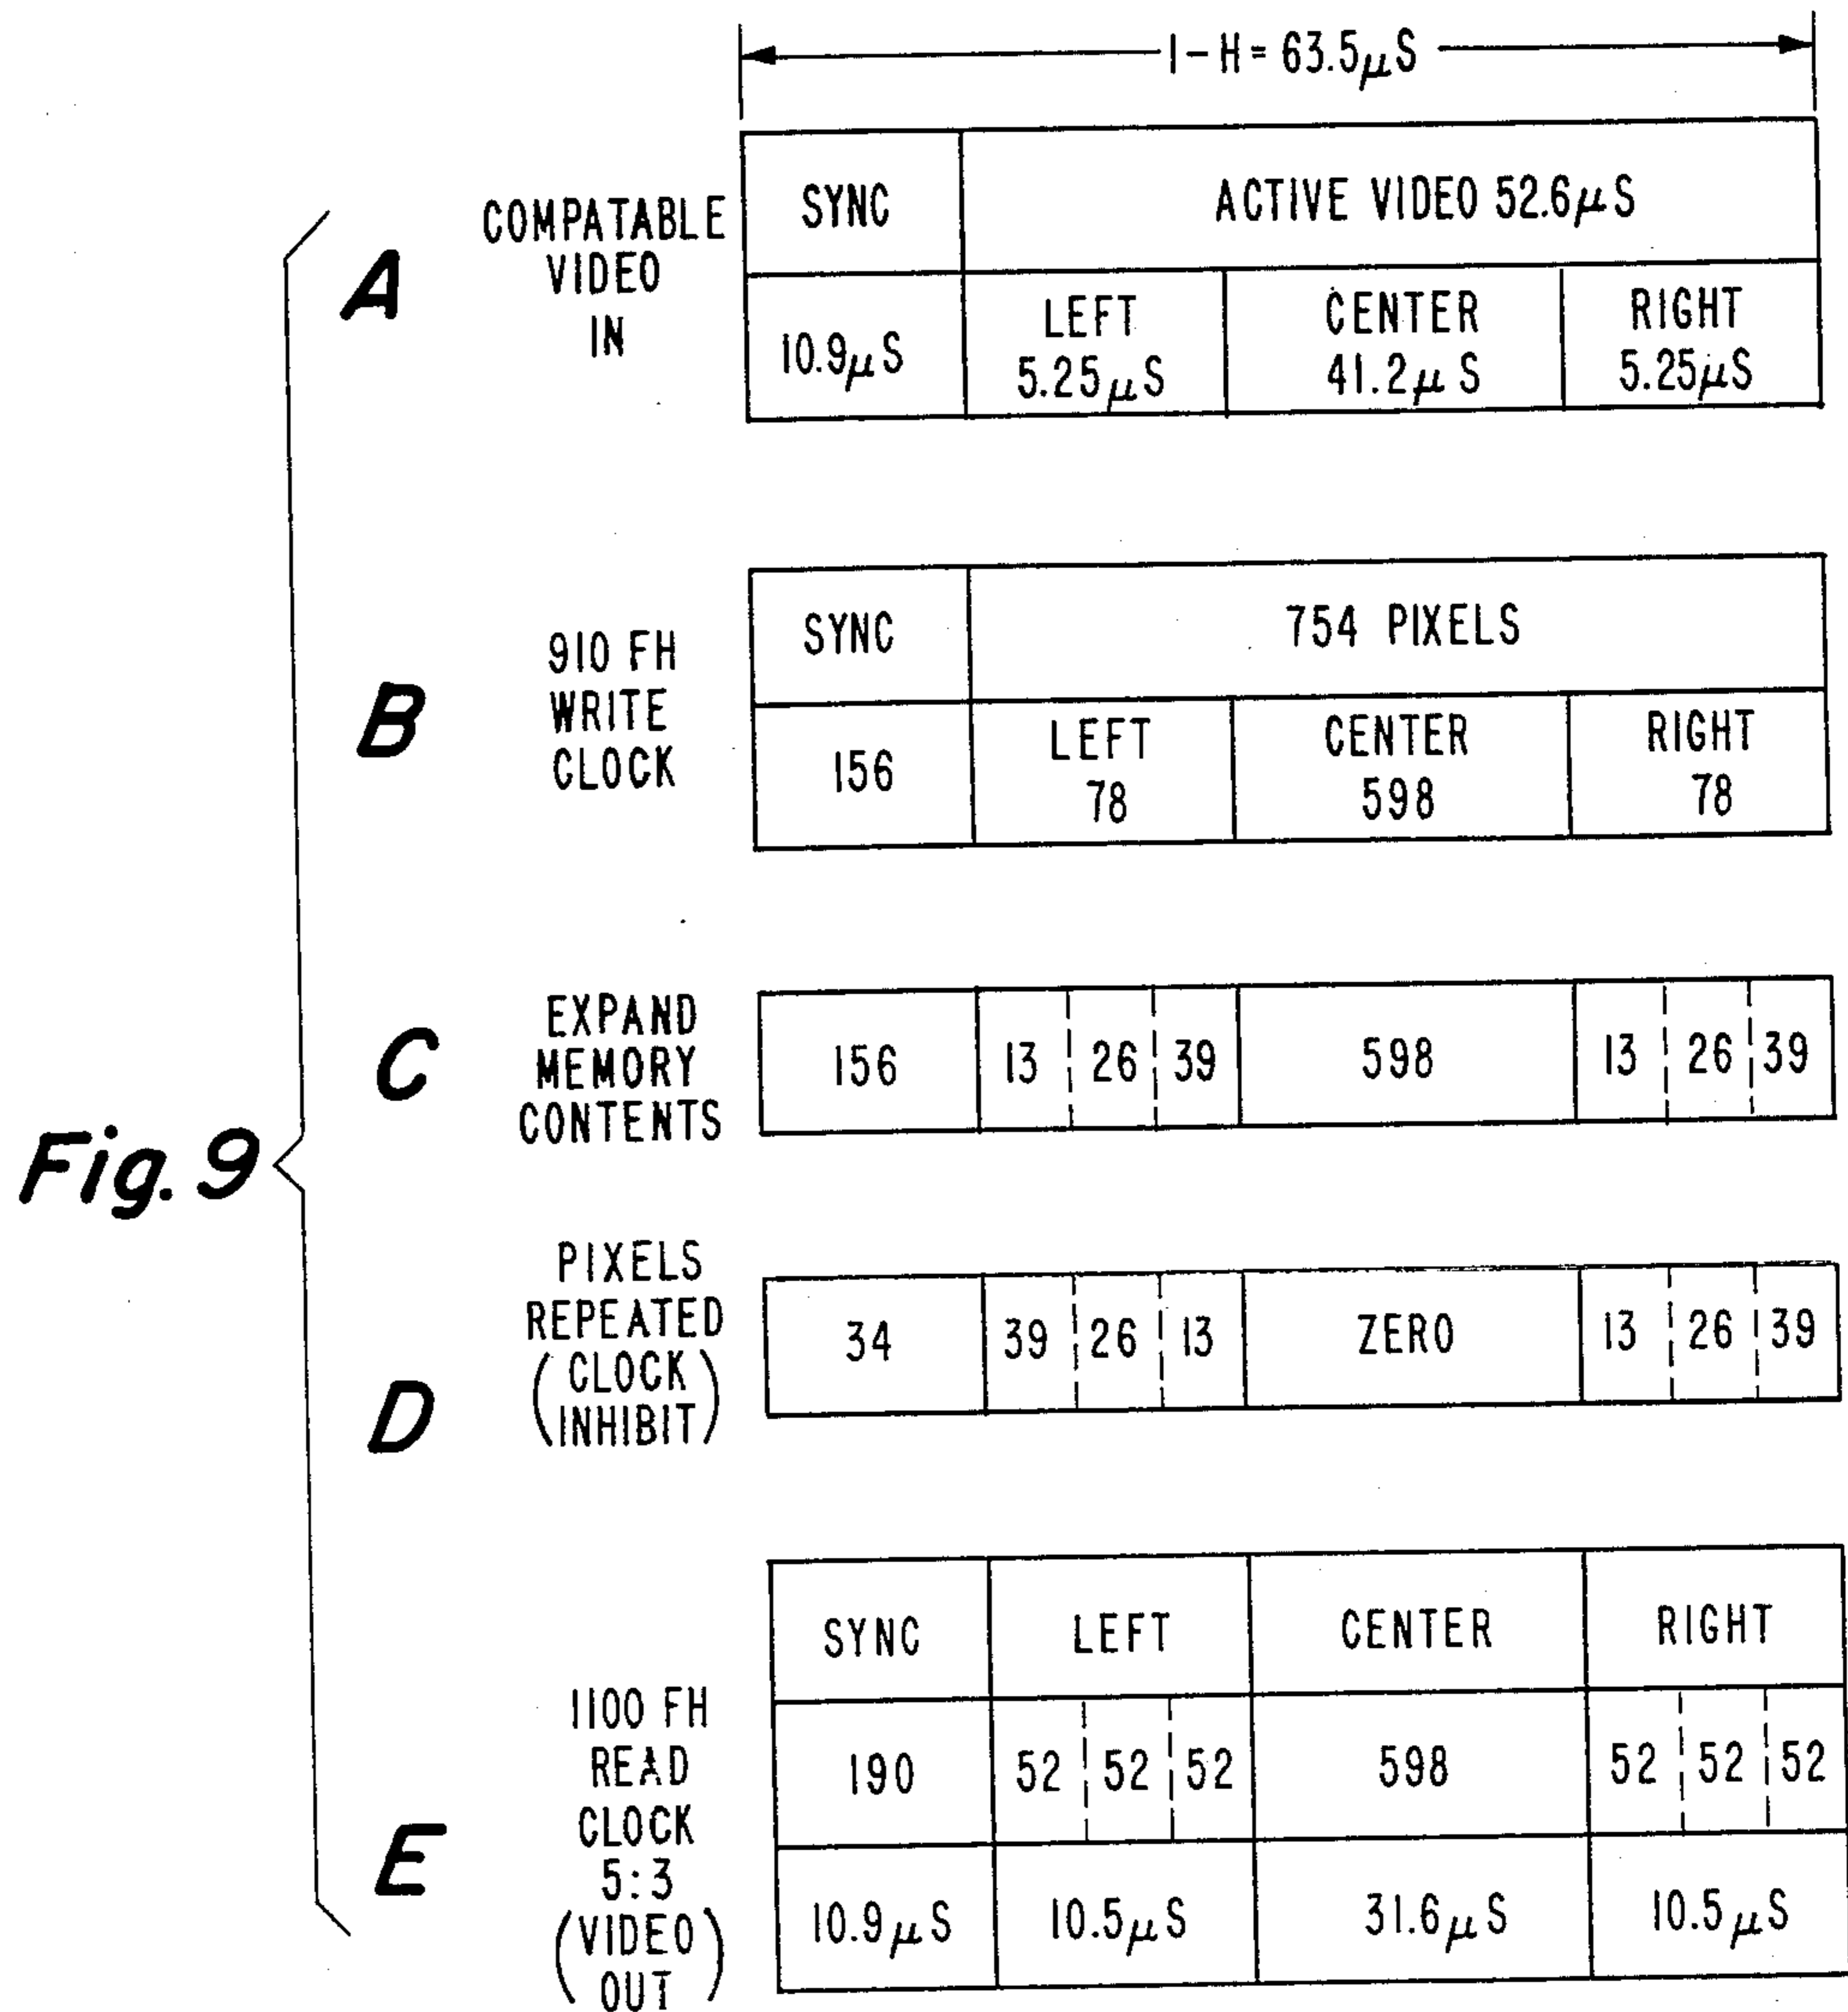 1-H = 63.5μS
A
COMPATABLE
VIDEO
IN
SYNC
ACTIVE VIDEO 52.6μS
10.9μS
LEFT
5.25μS
CENTER
41.2μS
RIGHT
5.25μS
B
910 FH
WRITE
CLOCK
SYNC
754 PIXELS
156
LEFT
78
CENTER
598
RIGHT
78
Fig. 9
C
EXPAND
MEMORY
CONTENTS
156
13 26 39
598
13 26 39
D
PIXELS
REPEATED
(CLOCK
INHIBIT)
34
39 26 13
ZERO
13 26 39
E
1100 FH
READ
CLOCK
5:3
(VIDEO
OUT)
SYNC
LEFT
CENTER
RIGHT
190
52 52 52
598
52 52 52
10.9μS
10.5μS
31.6μS
10.5μS